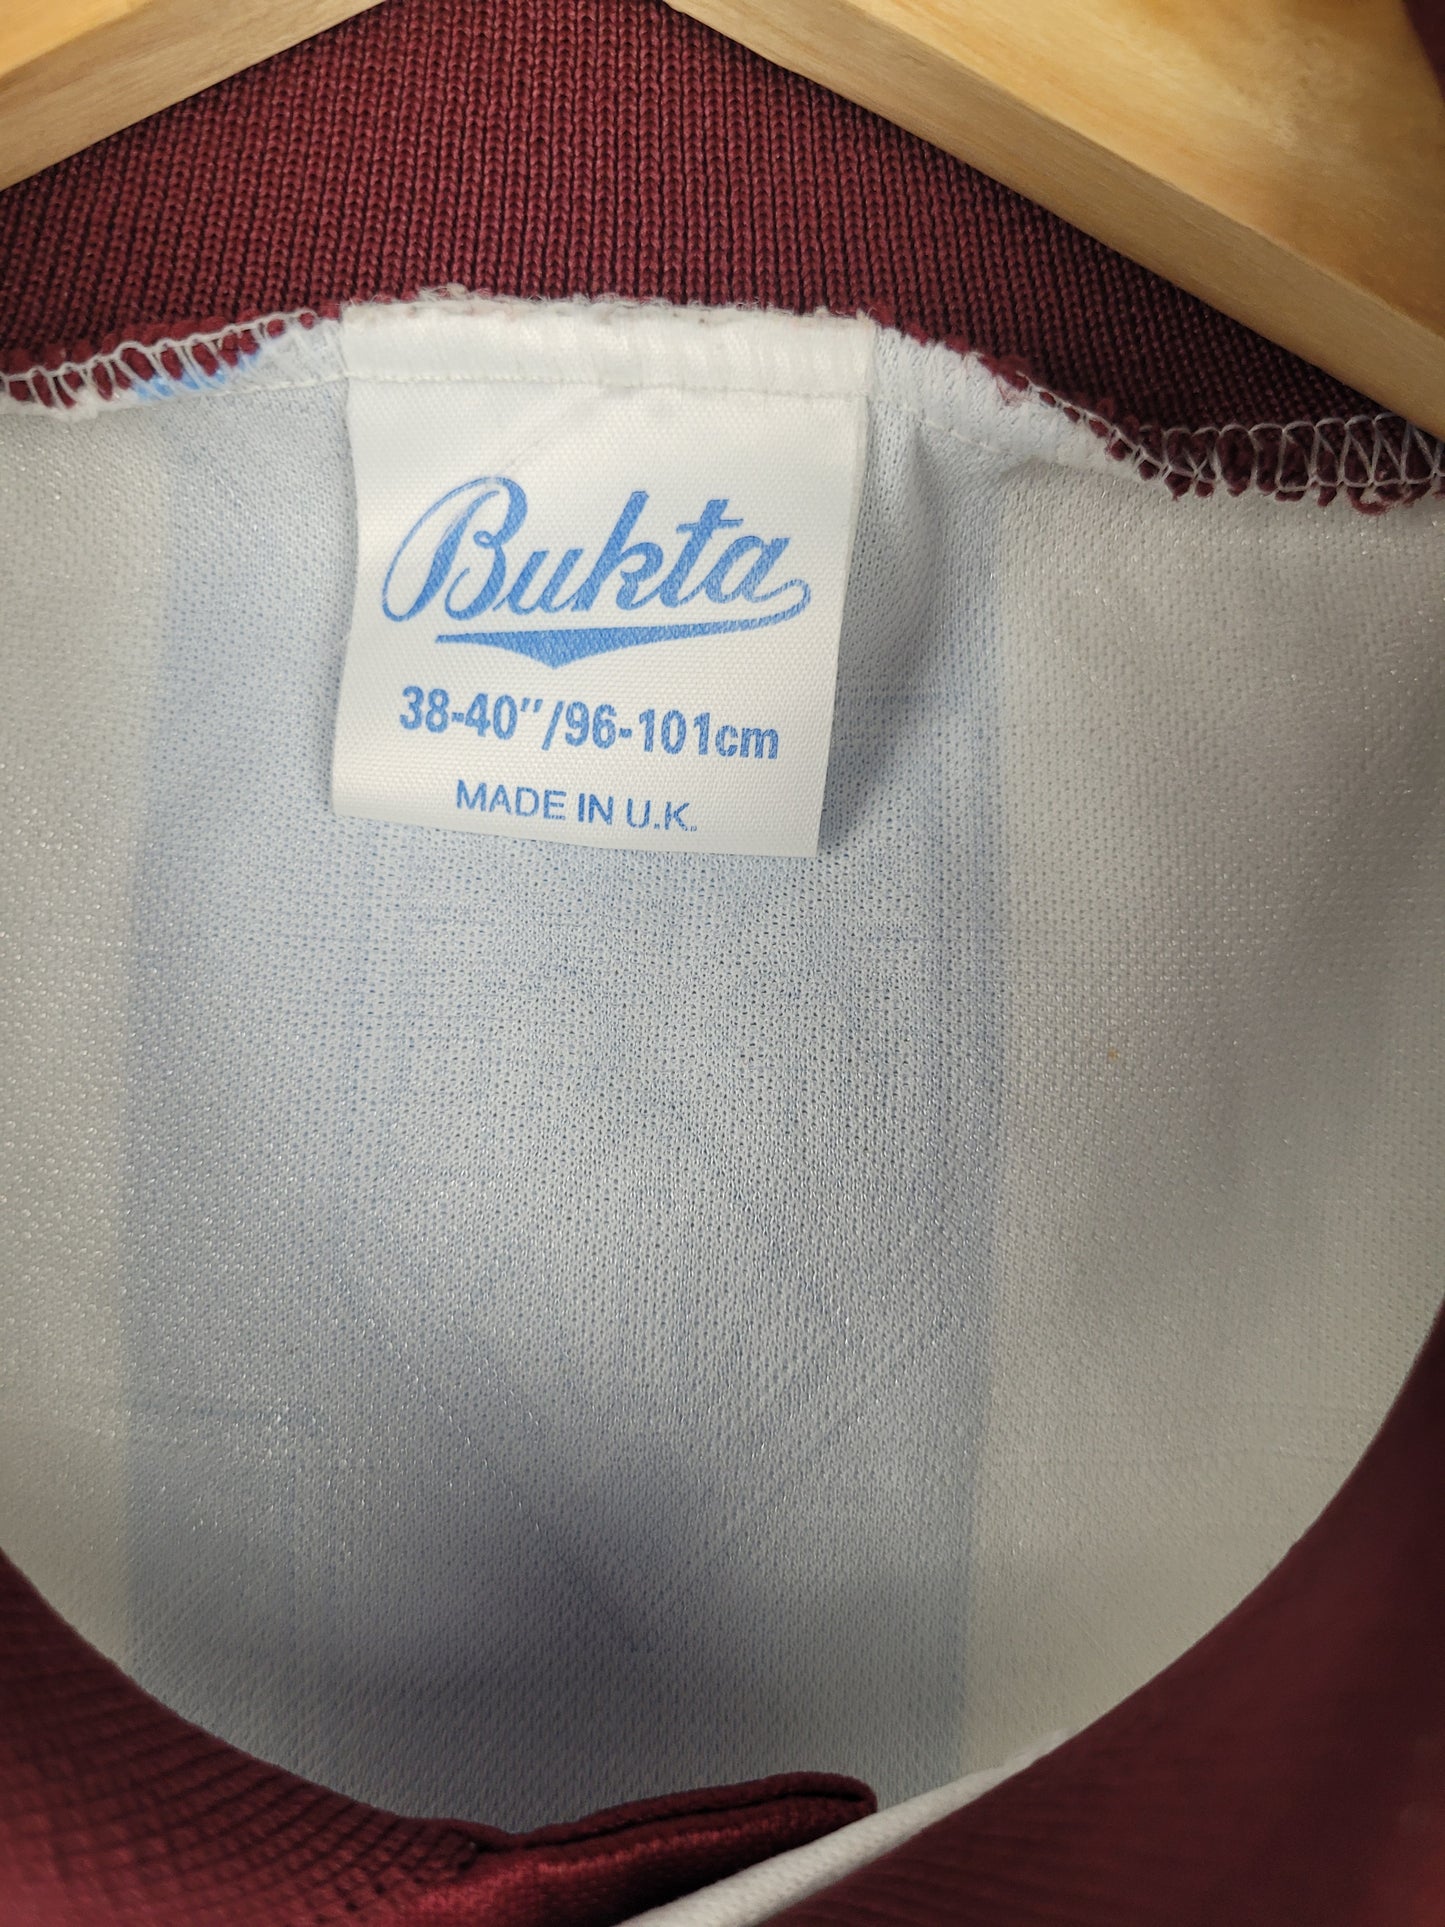 Bukta
38-40"/96-101cm
MADE IN U.K.